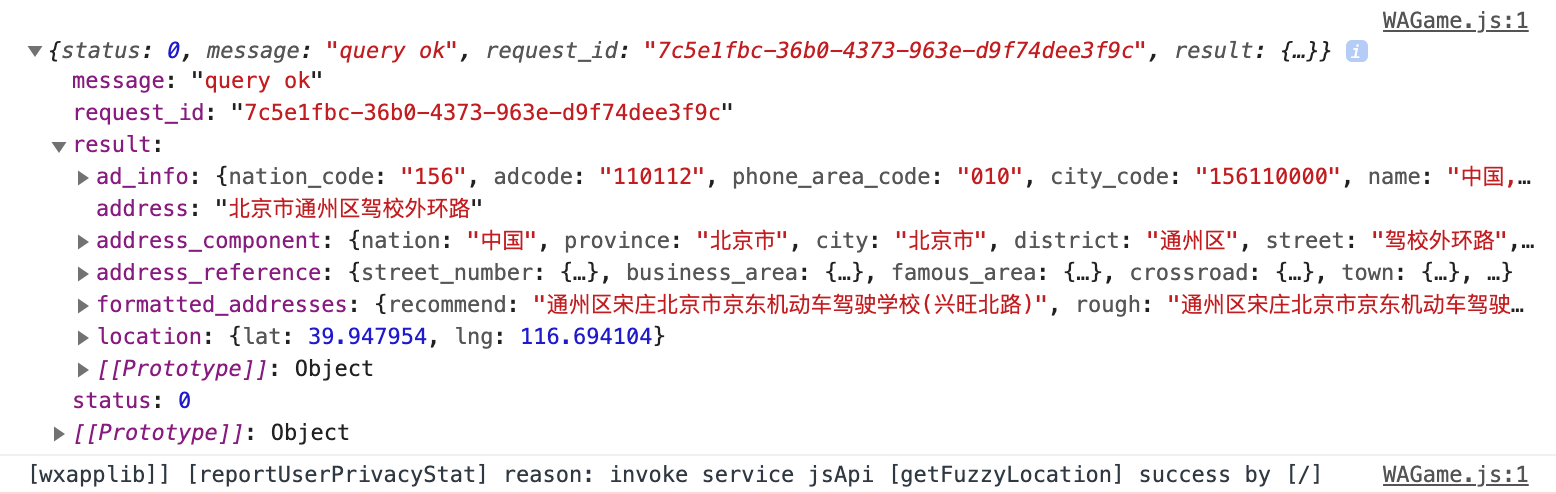 WAGame.js:1
▼{status: 0, message: "query ok", request_id: "7c5e1fbc-36b0-4373-963e-d9f74dee3f9c", result: {…}} i
message: "query ok"
request_id: "7c5e1fbc-36b0-4373-963e-d9f74dee3f9c"
▼result:
▶ad_info: {nation_code: "156", adcode: "110112", phone_area_code: "010", city_code: "156110000", name: "中国,…
address: "北京市通州区驾校外环路"
▶address_component: {nation: "中国", province: "北京市", city: "北京市", district: "通州区", street: "驾校外环路",…
▶address_reference: {street_number: {…}, business_area: {…}, famous_area: {…}, crossroad: {…}, town: {…}, …}
▶formatted_addresses: {recommend: "通州区宋庄北京市京东机动车驾驶学校(兴旺北路)", rough: "通州区宋庄北京市京东机动车驾驶…
▶location: {lat: 39.947954, lng: 116.694104}
▶[[Prototype]]: Object
status: 0
▶[[Prototype]]: Object
[wxapplib]] [reportUserPrivacyStat] reason: invoke service jsApi [getFuzzyLocation] success by [/] WAGame.js:1